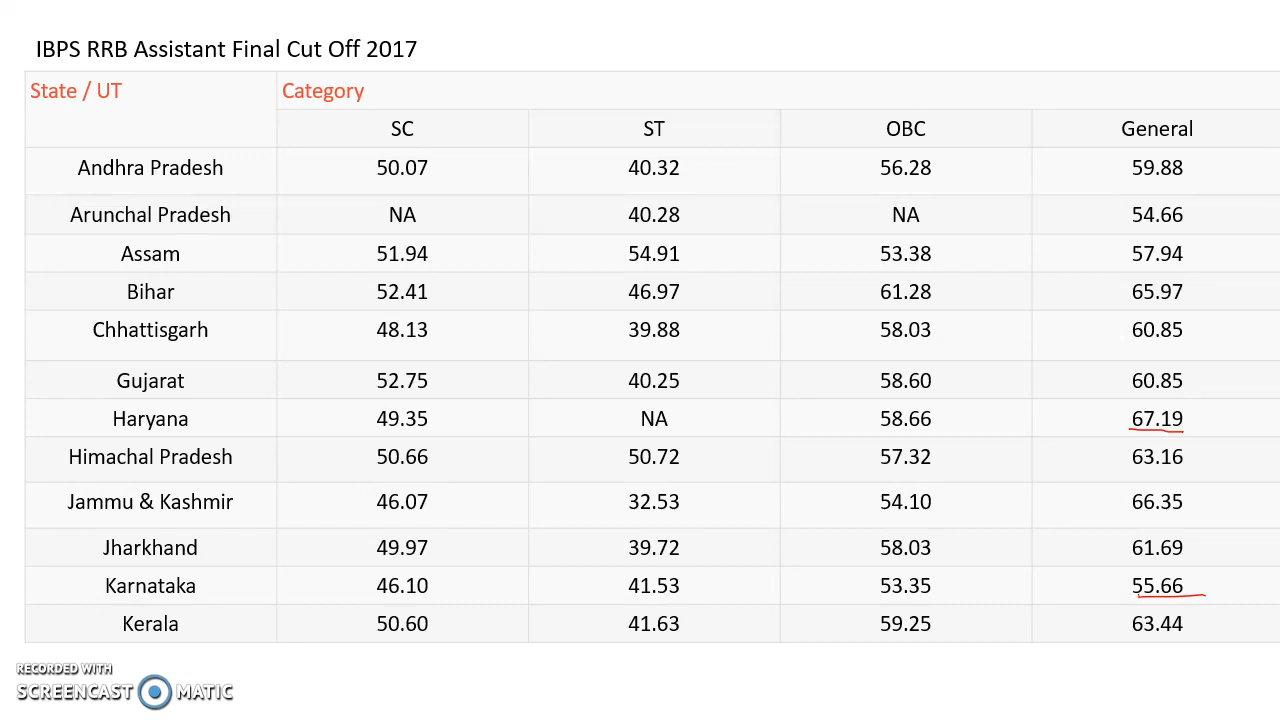 IBPS RRB Assistant Final Cut Off 2017
State / UT Category
SC ST OBC General
Andhra Pradesh 50.07 40.32 56.28 59.88
Arunchal Pradesh NA 40.28 NA 54.66
Assam 51.94 54.91 53.38 57.94
Bihar 52.41 46.97 61.28 65.97
Chhattisgarh 48.13 39.88 58.03 60.85
Gujarat 52.75 40.25 58.60 60.85
Haryana 49.35 NA 58.66 67.19
Himachal Pradesh 50.66 50.72 57.32 63.16
Jammu & Kashmir 46.07 32.53 54.10 66.35
Jharkhand 49.97 39.72 58.03 61.69
Karnataka 46.10 41.53 53.35 55.66
Kerala 50.60 41.63 59.25 63.44
RECORDED WITH
SCREENCAST MATIC